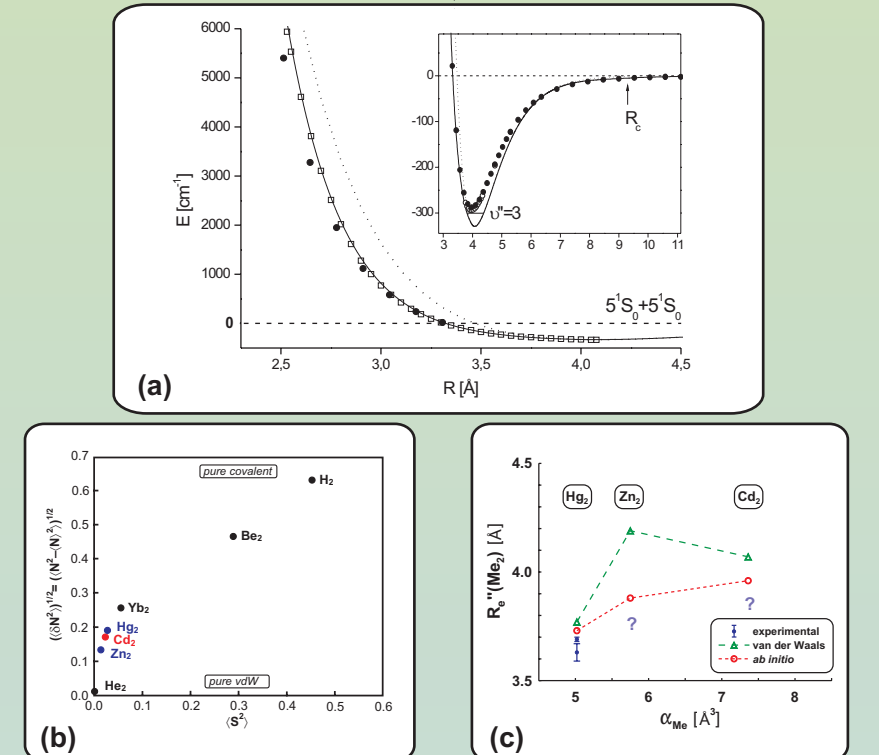 6000
5000
4000
3000
2000
1000
0
E [cm⁻¹]
2,5 3,0 3,5 4,0 4,5
R [Å]
5¹S₀+5¹S₀
(a)
0
-100
-200
-300
3 4 5 6 7 8 9 10 11
R_c
υ"=3
0.7
0.6
0.5
0.4
0.3
0.2
0.1
0.0
(⟨δN²⟩)^1/2 = (⟨N²-⟨N⟩²⟩)^1/2
pure covalent
H₂
Be₂
Yb₂
Hg₂
Cd₂
Zn₂
He₂
pure vdW
0.0 0.1 0.2 0.3 0.4 0.5 0.6
⟨S²⟩
(b)
4.5
4.0
3.5
R_e"(Me₂) [Å]
Hg₂ Zn₂ Cd₂
? ?
experimental
van der Waals
ab initio
5 6 7 8
α_Me [Å³]
(c)